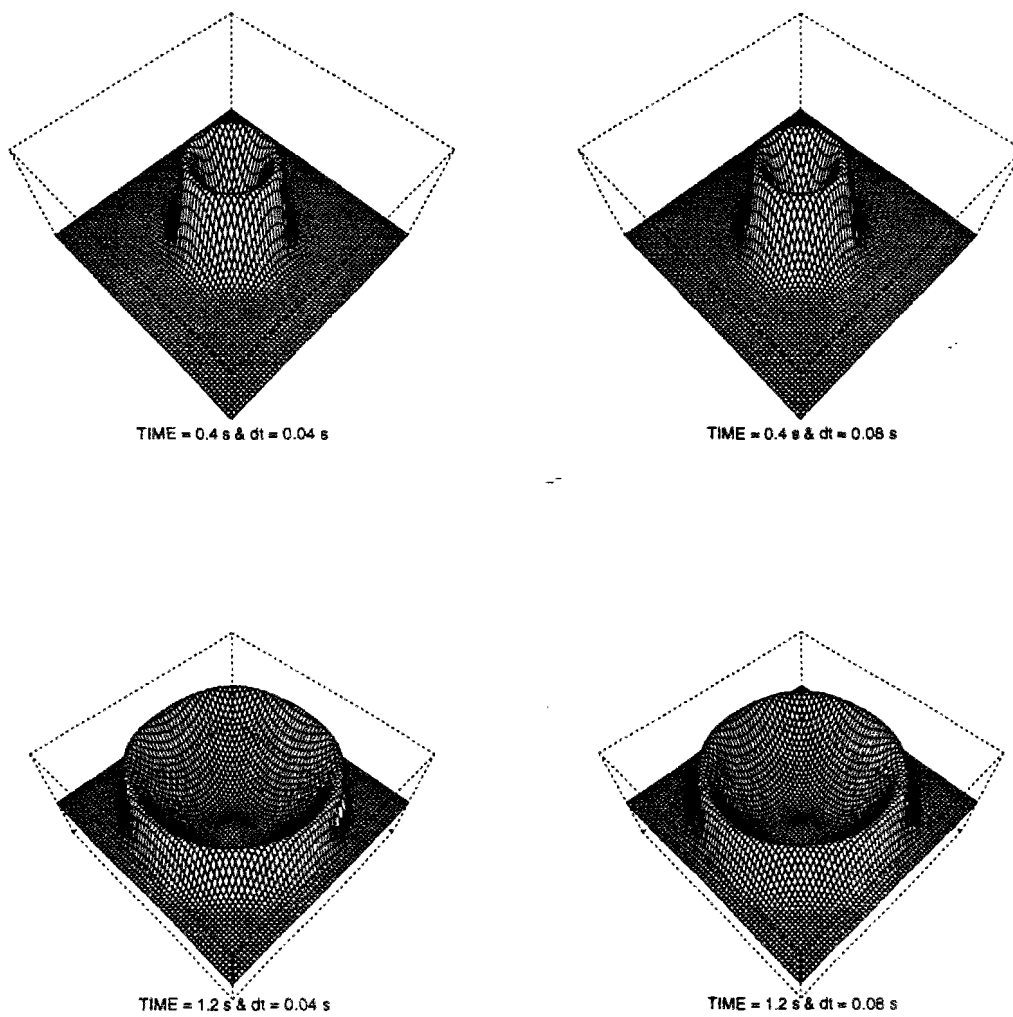 TIME = 0.4 s & dt = 0.04 s
TIME = 0.4 s & dt = 0.08 s
TIME = 1.2 s & dt = 0.04 s
TIME = 1.2 s & dt = 0.08 s